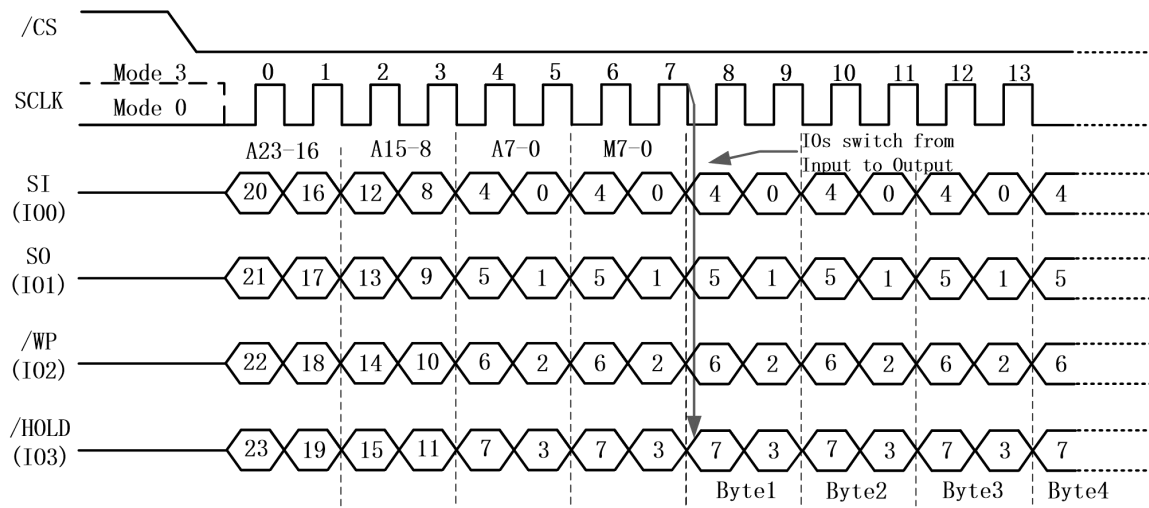 /CS
Mode 3 0 1 2 3 4 5 6 7 8 9 10 11 12 13
SCLK
Mode 0
A23-16 A15-8 A7-0 M7-0
IOs switch from
Input to Output
SI
(IO0)
20 16 12 8 4 0 4 0 4 0 4 0 4 0 4
SO
(IO1)
21 17 13 9 5 1 5 1 5 1 5 1 5 1 5
/WP
(IO2)
22 18 14 10 6 2 6 2 6 2 6 2 6 2 6
/HOLD
(IO3)
23 19 15 11 7 3 7 3 7 3 7 3 7 3 7
Byte1 Byte2 Byte3 Byte4